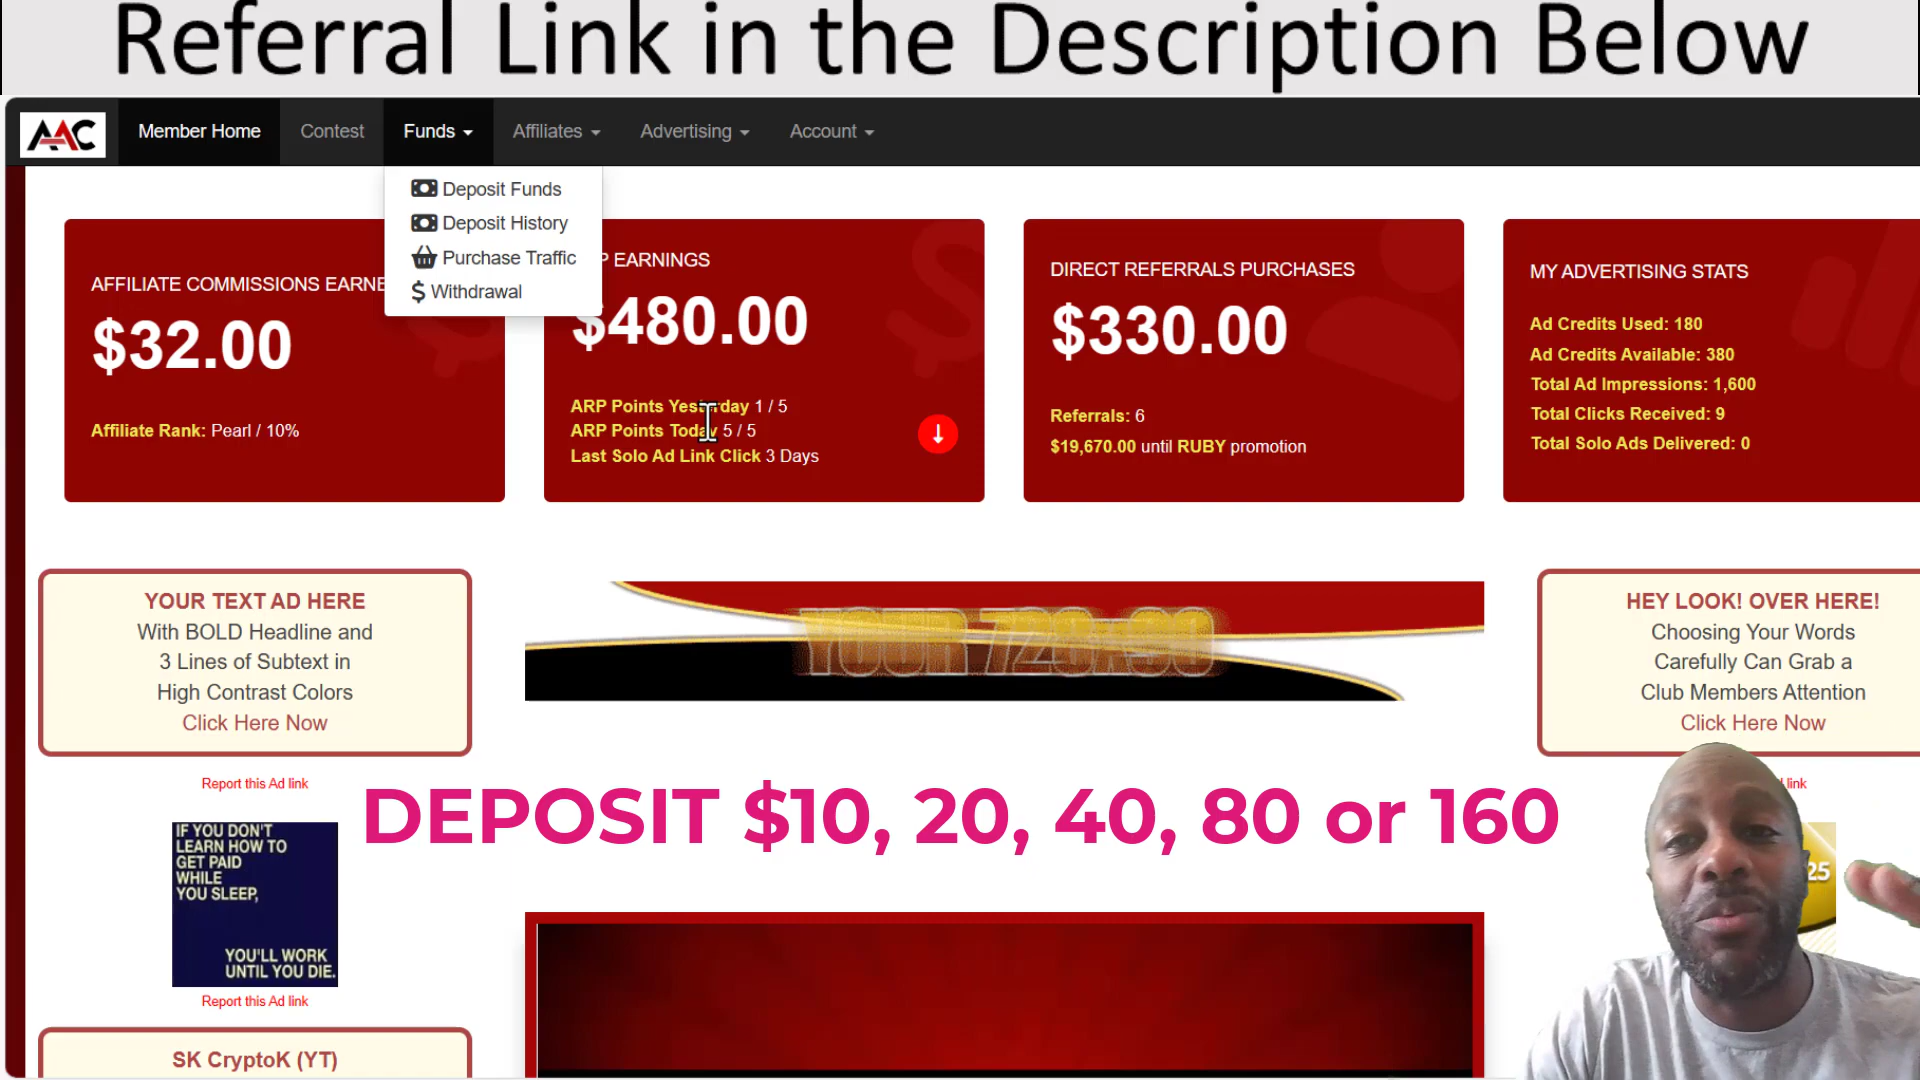 Referral Link in the Description Below
AAC
Member Home
Contest
Funds
Affiliates
Advertising
Account
Deposit Funds
Deposit History
Purchase Traffic
$ Withdrawal
AFFILIATE COMMISSIONS EARNE
$32.00
Affiliate Rank: Pearl / 10%
P EARNINGS
$480.00
ARP Points Yesterday 1 / 5
ARP Points Today 5 / 5
Last Solo Ad Link Click 3 Days
DIRECT REFERRALS PURCHASES
$330.00
Referrals: 6
$19,670.00 until RUBY promotion
MY ADVERTISING STATS
Ad Credits Used: 180
Ad Credits Available: 380
Total Ad Impressions: 1,600
Total Clicks Received: 9
Total Solo Ads Delivered: 0
YOUR TEXT AD HERE
With BOLD Headline and
3 Lines of Subtext in
High Contrast Colors
Click Here Now
Report this Ad link
YOUR 728x90
HEY LOOK! OVER HERE!
Choosing Your Words
Carefully Can Grab a
Club Members Attention
Click Here Now
link
DEPOSIT $10, 20, 40, 80 or 160
IF YOU DON'T
LEARN HOW TO
GET PAID
WHILE
YOU SLEEP,
YOU'LL WORK
UNTIL YOU DIE.
Report this Ad link
25
SK CryptoK (YT)